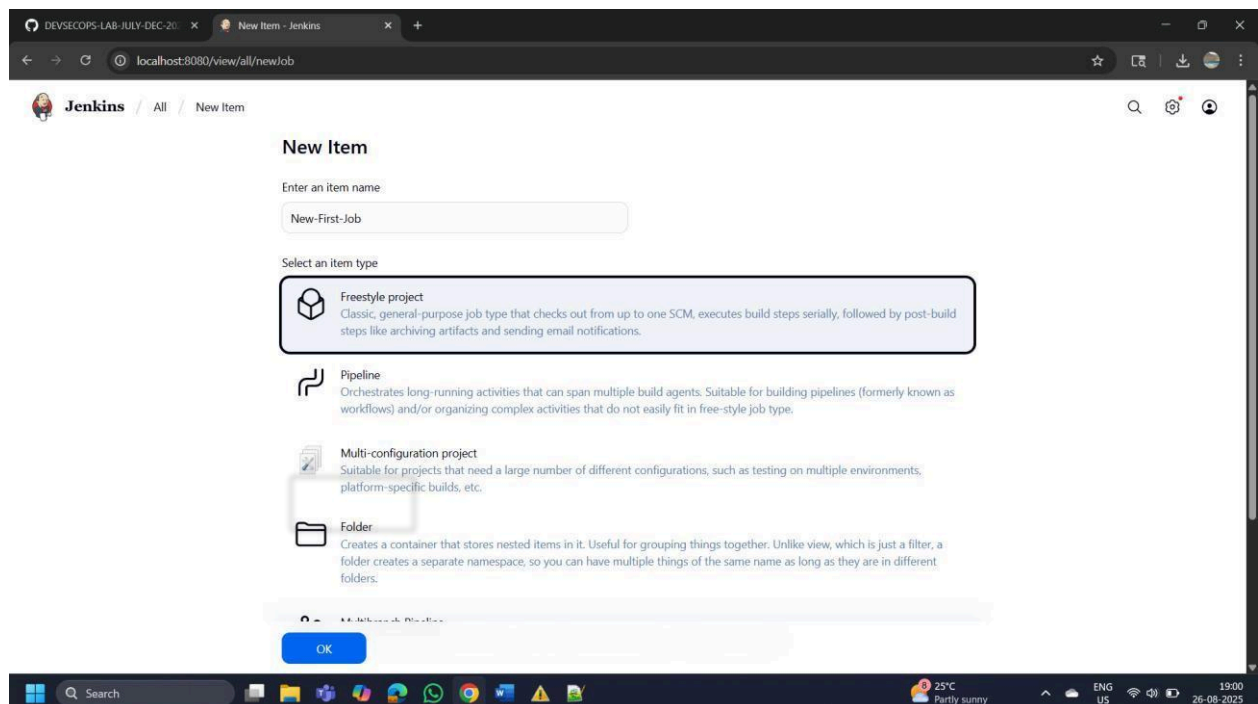 DEVSECOPS-LAB-JULY-DEC-20
New Item - Jenkins
localhost:8080/view/all/newJob
Jenkins / All / New Item
New Item
Enter an item name
New-First-Job
Select an item type
Freestyle project
Classic, general-purpose job type that checks out from up to one SCM, executes build steps serially, followed by post-build
steps like archiving artifacts and sending email notifications.
Pipeline
Orchestrates long-running activities that can span multiple build agents. Suitable for building pipelines (formerly known as
workflows) and/or organizing complex activities that do not easily fit in free-style job type.
Multi-configuration project
Suitable for projects that need a large number of different configurations, such as testing on multiple environments,
platform-specific builds, etc.
Folder
Creates a container that stores nested items in it. Useful for grouping things together. Unlike view, which is just a filter, a
folder creates a separate namespace, so you can have multiple things of the same name as long as they are in different
folders.
Multibranch Pipeline
OK
Search
8
25°C
Partly sunny
ENG
US
19:00
26-08-2025